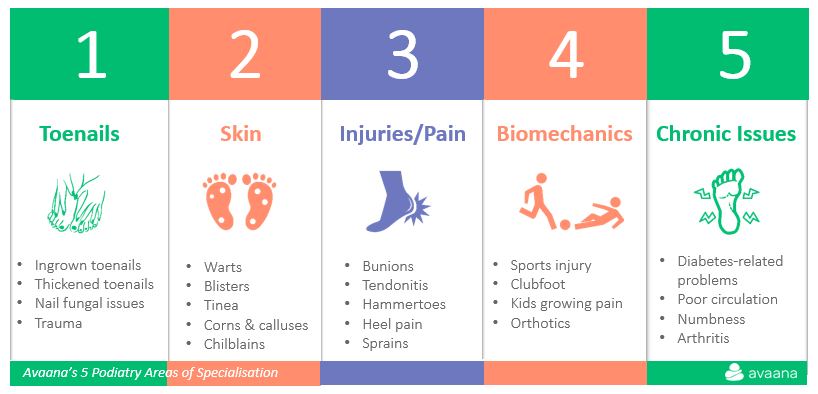 1
2
3
4
5
Toenails
Skin
Injuries/Pain
Biomechanics
Chronic Issues
• Ingrown toenails
• Thickened toenails
• Nail fungal issues
• Trauma
• Warts
• Blisters
• Tinea
• Corns & calluses
• Chilblains
• Bunions
• Tendonitis
• Hammertoes
• Heel pain
• Sprains
• Sports injury
• Clubfoot
• Kids growing pain
• Orthotics
• Diabetes-related
problems
• Poor circulation
• Numbness
• Arthritis
Avaana's 5 Podiatry Areas of Specialisation
avaana